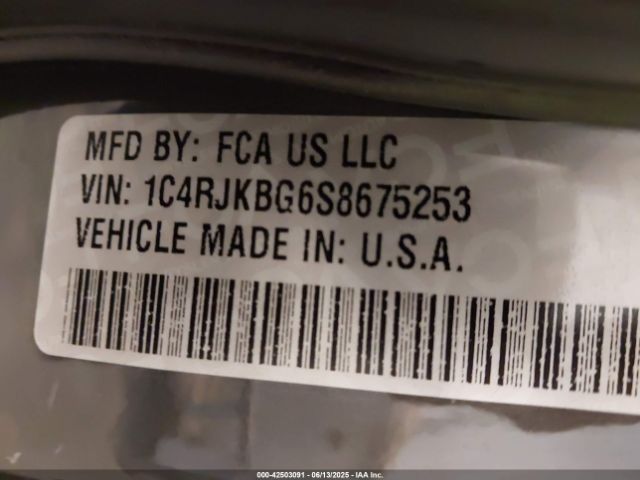 MFD BY: FCA US LLC
VIN: 1C4RJKBG6S8675253
VEHICLE MADE IN: U.S.A.
000-42503091 - 06/13/2025 - IAA Inc.